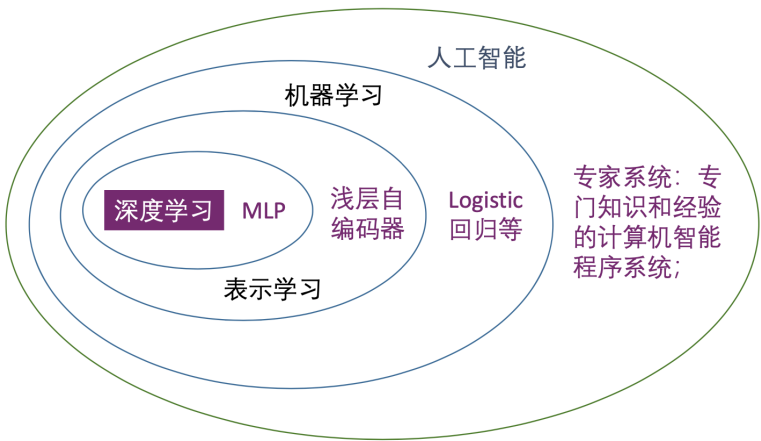 人工智能
机器学习
深度学习
MLP
浅层自
编码器
Logistic
回归等
专家系统：专
门知识和经验
的计算机智能
程序系统；
表示学习